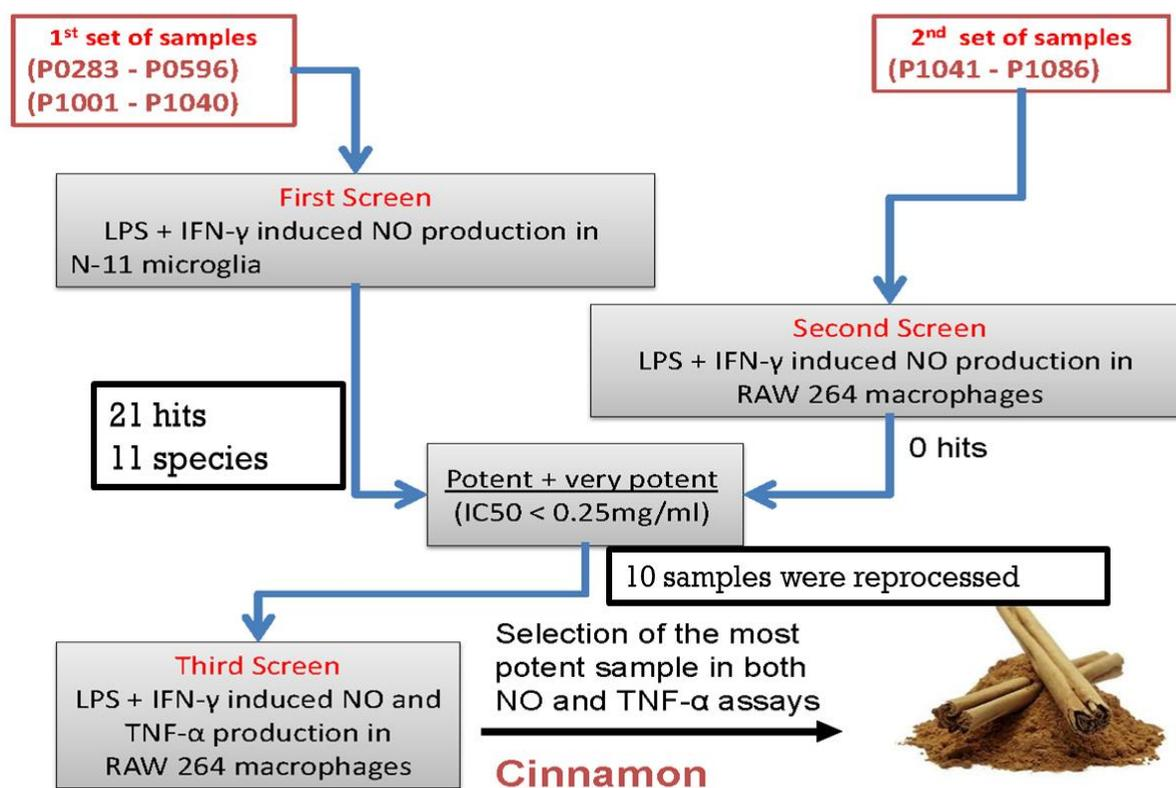 1st set of samples
(P0283 - P0596)
(P1001 - P1040)
2nd set of samples
(P1041 - P1086)
First Screen
LPS + IFN-γ induced NO production in
N-11 microglia
Second Screen
LPS + IFN-γ induced NO production in
RAW 264 macrophages
21 hits
11 species
0 hits
Potent + very potent
(IC50 < 0.25mg/ml)
10 samples were reprocessed
Third Screen
LPS + IFN-γ induced NO and
TNF-α production in
RAW 264 macrophages
Selection of the most
potent sample in both
NO and TNF-α assays
Cinnamon